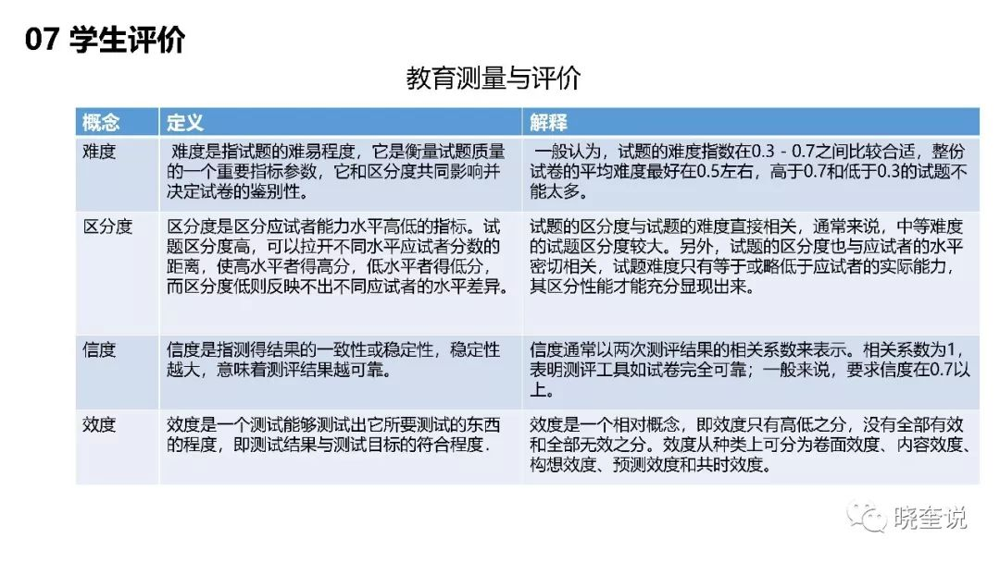 07 学生评价
教育测量与评价
概念
定义
解释
难度
难度是指试题的难易程度，它是衡量试题质量
的一个重要指标参数，它和区分度共同影响并
决定试卷的鉴别性。
一般认为，试题的难度指数在0.3－0.7之间比较合适，整份
试卷的平均难度最好在0.5左右，高于0.7和低于0.3的试题不
能太多。
区分度
区分度是区分应试者能力水平高低的指标。试
题区分度高，可以拉开不同水平应试者分数的
距离，使高水平者得高分，低水平者得低分，
而区分度低则反映不出不同应试者的水平差异。
试题的区分度与试题的难度直接相关，通常来说，中等难度
的试题区分度较大。另外，试题的区分度也与应试者的水平
密切相关，试题难度只有等于或略低于应试者的实际能力，
其区分性能才能充分显现出来。
信度
信度是指测得结果的一致性或稳定性，稳定性
越大，意味着测评结果越可靠。
信度通常以两次测评结果的相关系数来表示。相关系数为1，
表明测评工具如试卷完全可靠；一般来说，要求信度在0.7以
上。
效度
效度是一个测试能够测试出它所要测试的东西
的程度，即测试结果与测试目标的符合程度．
效度是一个相对概念，即效度只有高低之分，没有全部有效
和全部无效之分。效度从种类上可分为卷面效度、内容效度、
构想效度、预测效度和共时效度。
晓奎说